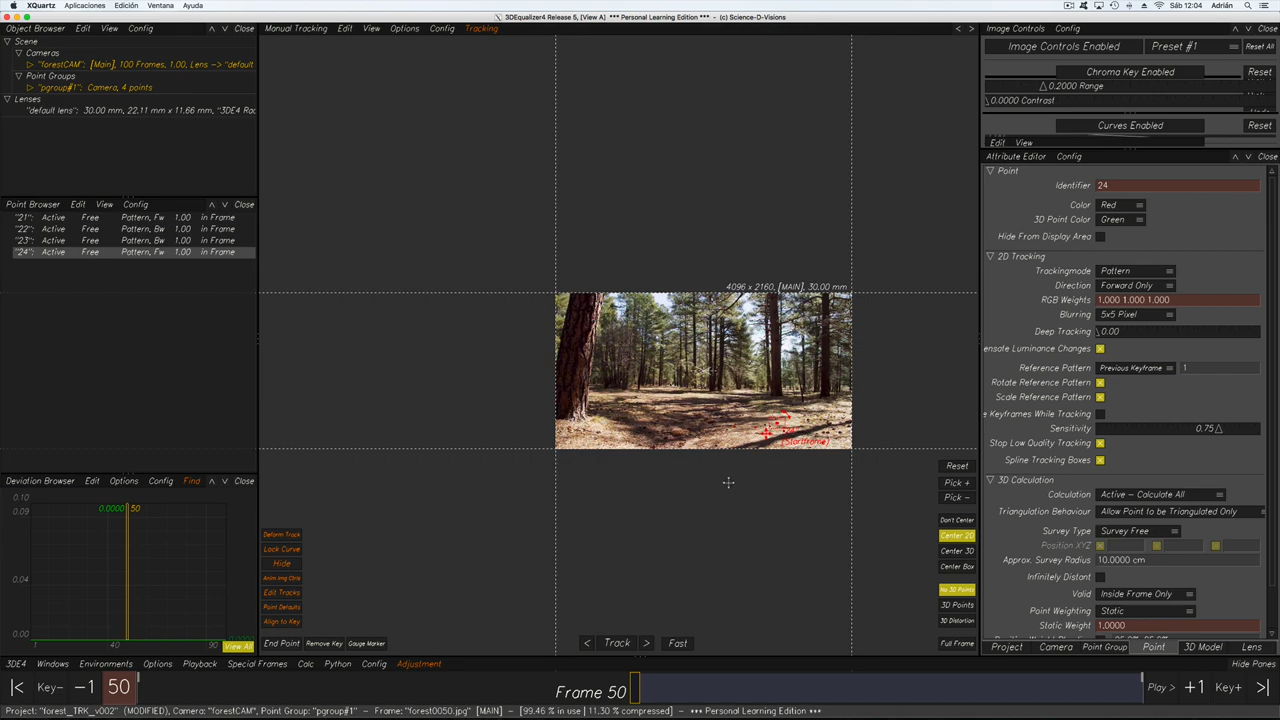 XQuartz Aplicaciones Edición Ventana Ayuda Sáb 12:04 Adrián
3DEqualizer4 Release 5, [View A] *** Personal Learning Edition *** - (c) Science-D-Visions
Object Browser Edit View Config Close
Scene
Cameras
"forestCAM": [Main], 100 Frames, 1.00, Lens -> "default
Point Groups
"pgroup#1": Camera, 4 points
Lenses
"default lens": 30.00 mm, 22.11 mm x 11.66 mm, "3DE4 Ra
Point Browser Edit View Config Close
"21": Active Free Pattern, Fw 1.00 in Frame
"22": Active Free Pattern, Bw 1.00 in Frame
"23": Active Free Pattern, Bw 1.00 in Frame
"24": Active Free Pattern, Fw 1.00 in Frame
Deviation Browser Edit Options Config Find Close
0.10
0.09
0.04
0.00
0.0000 50
1 40 90
View All
Manual Tracking Edit View Options Config Tracking
4096 x 2160, [MAIN], 30.00 mm
(Startframe)
Deform Track
Lock Curve
Hide
Anim Img Ctrls
Edit Tracks
Point Defaults
Align to Key
End Point Remove Key Gauge Marker
< Track > Fast
Reset
Pick +
Pick -
Don't Center
Center 2D
Center 3D
Center Box
No 3D Points
3D Points
3D Distortion
Full Frame
Image Controls Config Close
Image Controls Enabled Preset #1 Reset All
Chroma Key Enabled Reset
0.2000 Range
0.0000 Contrast
Curves Enabled Reset
Edit View
Attribute Editor Config Close
Point
Identifier 24
Color Red
3D Point Color Green
Hide From Display Area
2D Tracking
Trackingmode Pattern
Direction Forward Only
RGB Weights 1.000 1.000 1.000
Blurring 5x5 Pixel
Deep Tracking 0.00
ensate Luminance Changes
Reference Pattern Previous Keyframe 1
Rotate Reference Pattern
Scale Reference Pattern
e Keyframes While Tracking
Sensitivity 0.75
Stop Low Quality Tracking
Spline Tracking Boxes
3D Calculation
Calculation Active - Calculate All
Triangulation Behaviour Allow Point to be Triangulated Only
Survey Type Survey Free
Position XYZ
Approx. Survey Radius 10.0000 cm
Infinitely Distant
Valid Inside Frame Only
Point Weighting Static
Static Weight 1.0000
Project Camera Point Group Point 3D Model Lens
3DE4 Windows Environments Options Playback Special Frames Calc Python Config Adjustment Hide Panes
Key- -1 50 Frame 50 Play > +1 Key+
Project: "forest_TRK_v002" (MODIFIED), Camera: "forestCAM", Point Group: "pgroup#1" - Frame: "forest0050.jpg" [MAIN] - [99.46 % in use | 11.30 % compressed] - *** Personal Learning Edition ***